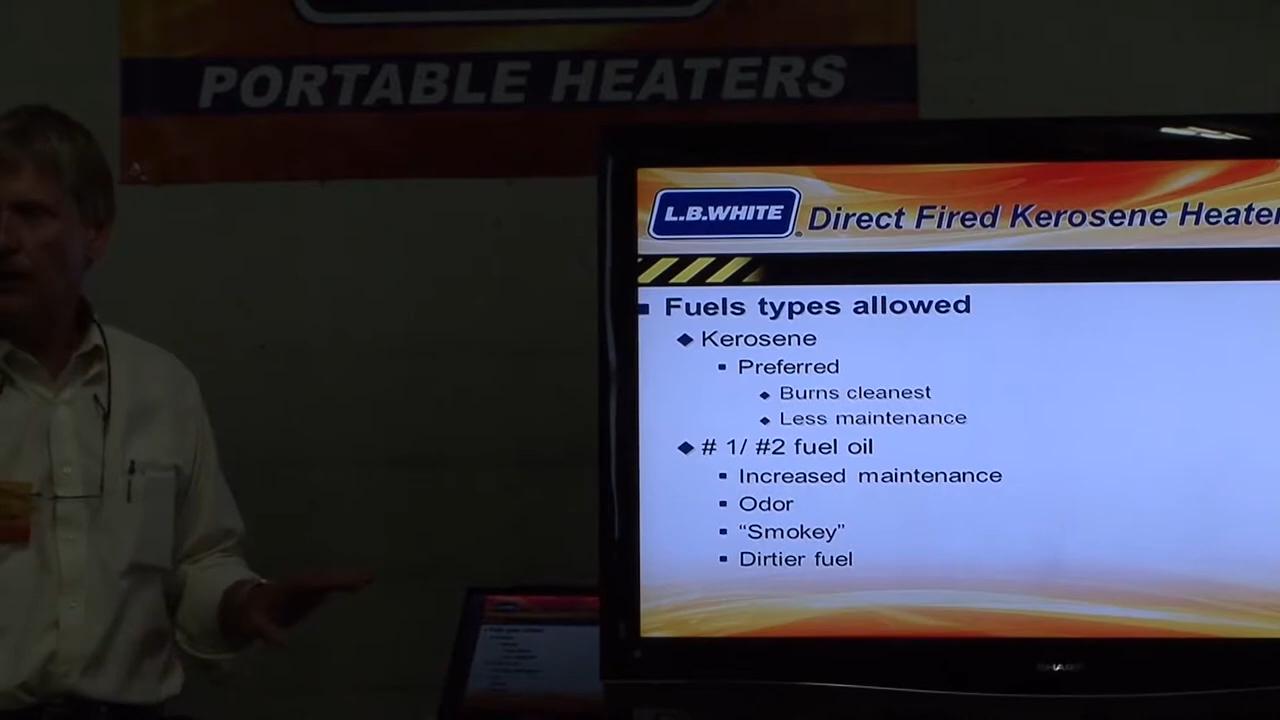 PORTABLE HEATERS
L.B.WHITE
Direct Fired Kerosene Heater
Fuels types allowed
Kerosene
Preferred
Burns cleanest
Less maintenance
# 1/ #2 fuel oil
Increased maintenance
Odor
“Smokey”
Dirtier fuel
SHARP